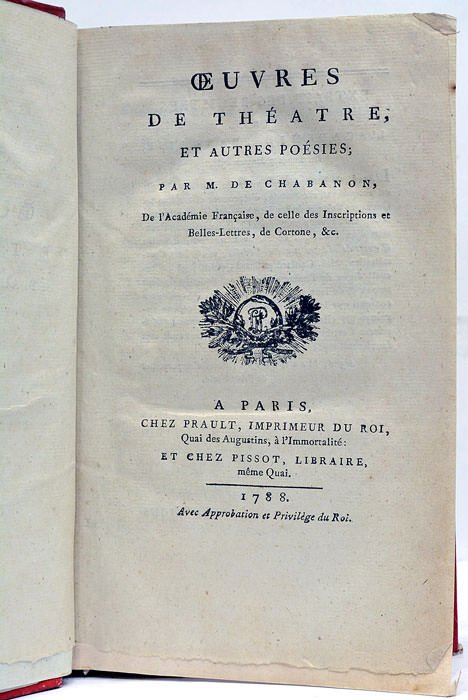 ŒUVRES
DE THÉATRE,
ET AUTRES POÉSIES;
PAR M. DE CHABANON,
De l'Académie Française, de celle des Inscriptions et
Belles-Lettres, de Cortone, &c.
A PARIS,
CHEZ PRAULT, IMPRIMEUR DU ROI,
Quai des Augustins, à l'Immortalité:
ET CHEZ PISSOT, LIBRAIRE,
même Quai.
1788.
Avec Approbation et Privilège du Roi.